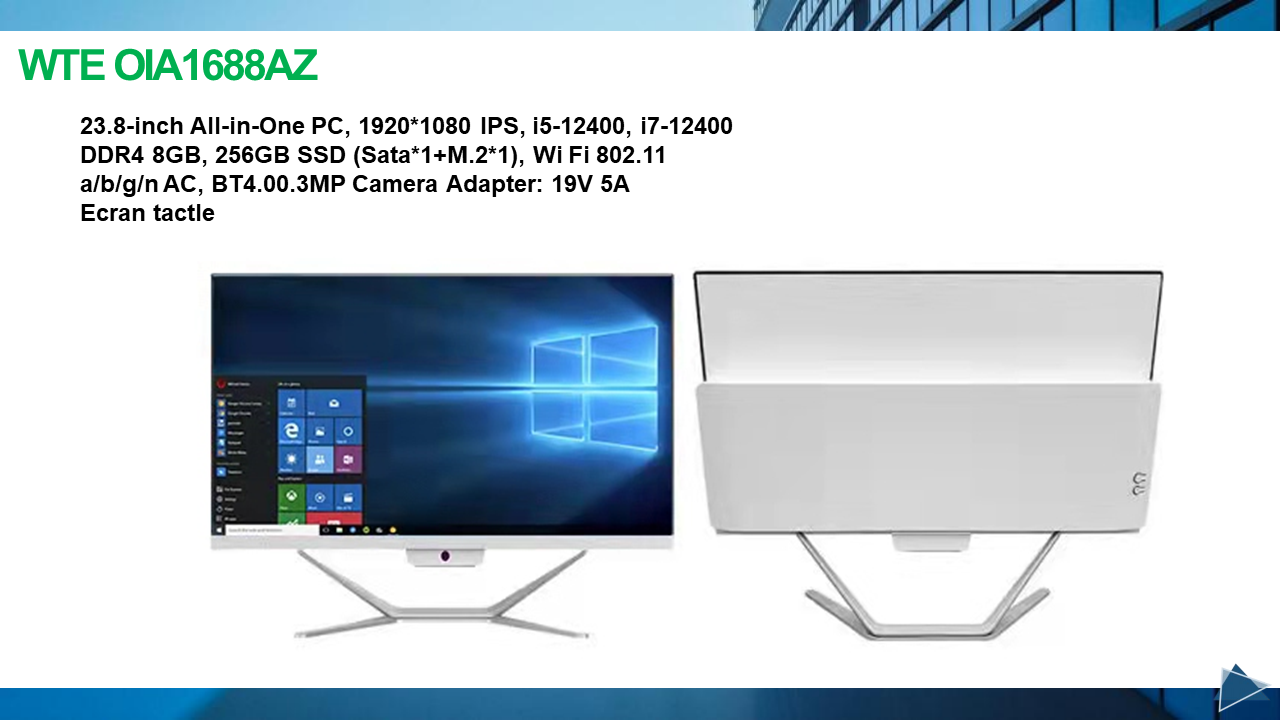 WTE OIA1688AZ
23.8-inch All-in-One PC, 1920*1080 IPS, i5-12400, i7-12400
DDR4 8GB, 256GB SSD (Sata*1+M.2*1), Wi Fi 802.11
a/b/g/n AC, BT4.00.3MP Camera Adapter: 19V 5A
Ecran tactle